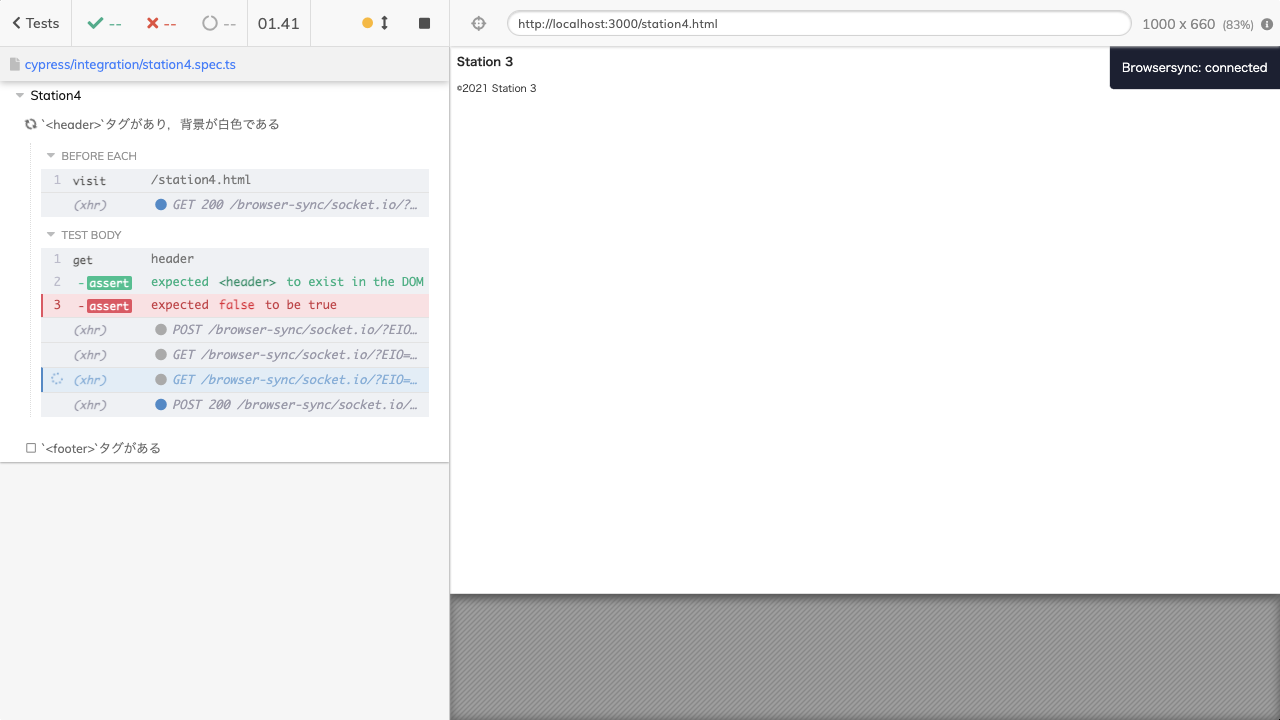 Tests -- -- -- 01.41
http://localhost:3000/station4.html 1000 x 660 (83%)
cypress/integration/station4.spec.ts
Station4
`<header>`タグがあり，背景が白色である
BEFORE EACH
1 visit /station4.html
(xhr) GET 200 /browser-sync/socket.io/?…
TEST BODY
1 get header
2 -assert expected <header> to exist in the DOM
3 -assert expected false to be true
(xhr) POST /browser-sync/socket.io/?EIO…
(xhr) GET /browser-sync/socket.io/?EIO=…
(xhr) GET /browser-sync/socket.io/?EIO=…
(xhr) POST 200 /browser-sync/socket.io/…
`<footer>`タグがある
Station 3
©2021 Station 3
Browsersync: connected